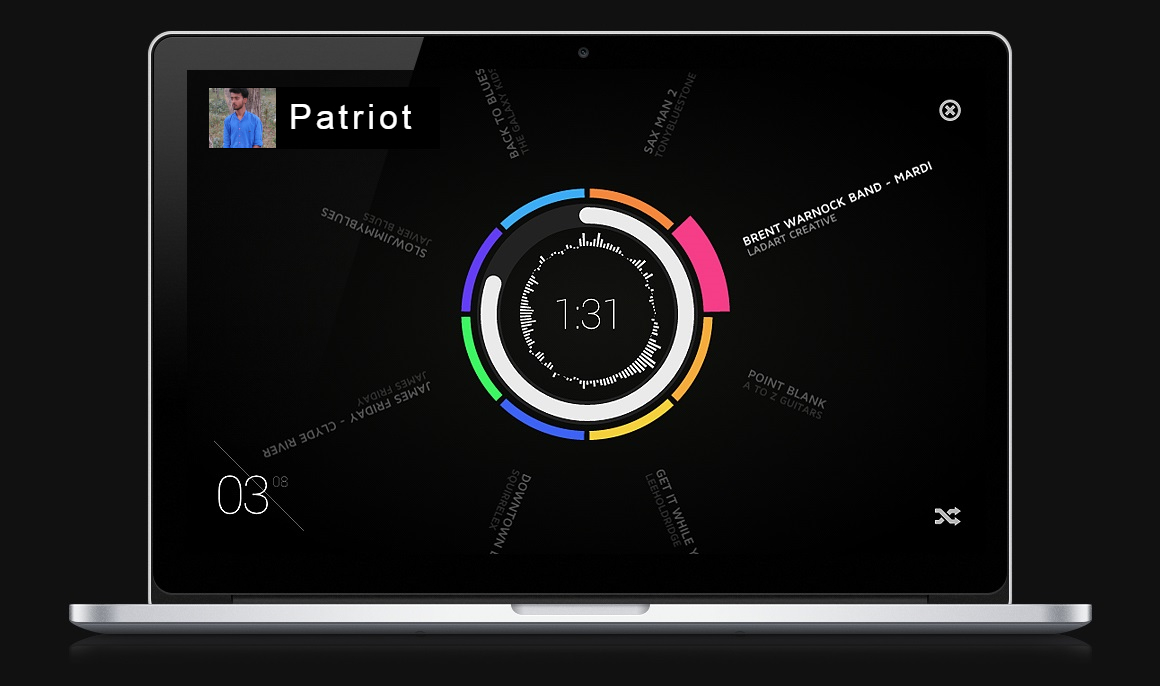 Patriot
BACK TO BLUES
THE GALAXY KIDS
SAX MAN 2
TONYBLUESTONE
BRENT WARNOCK BAND - MARDI
LADART CREATIVE
SLOWJIMMYBLUES
JAVIER BLUES
1:31
JAMES FRIDAY - CLYDE RIVER
JAMES FRIDAY
POINT BLANK
A TO Z GUITARS
03 08
DOWNTOWN
SQUIRRELEX
GET IT WHILE
LEEHOLDRIDGE